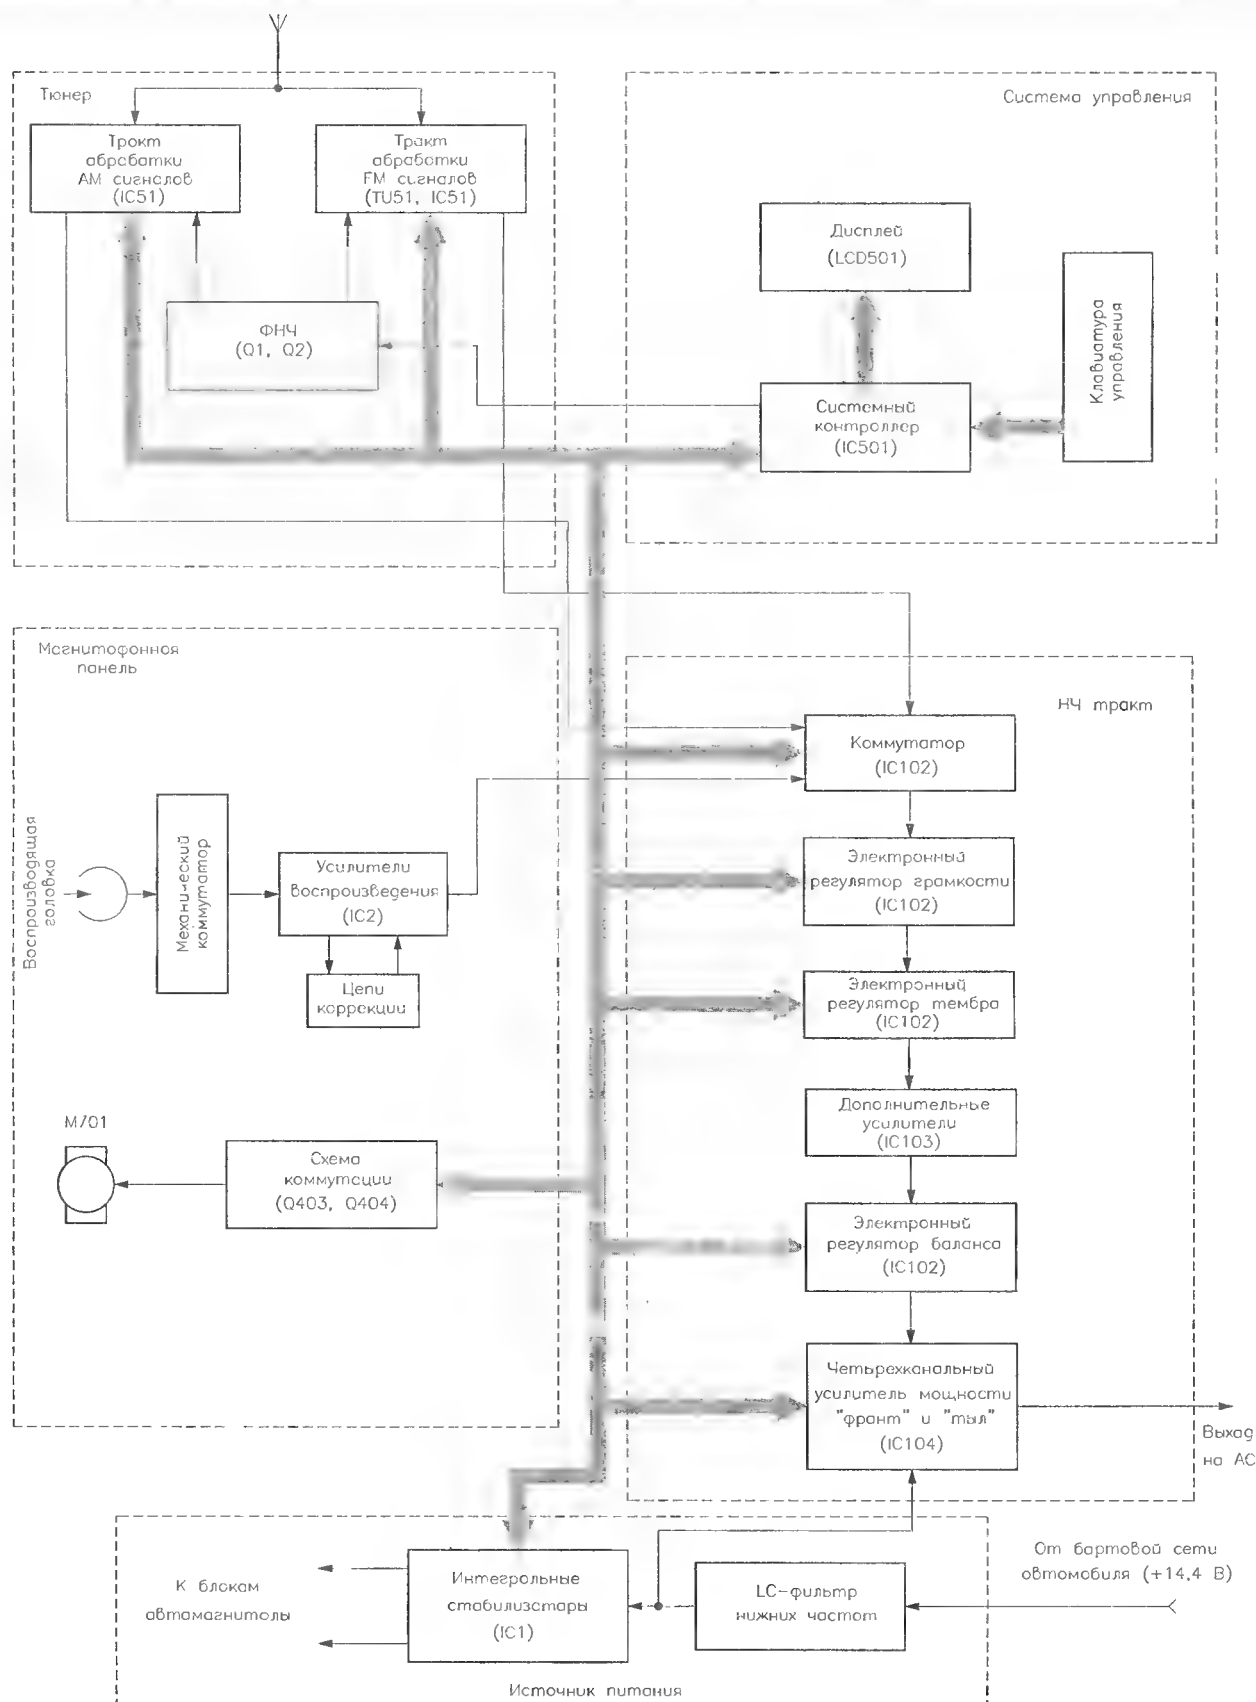 Тюнер
Тракт
обработки
АМ сигналов
(IC51)
Тракт
обработки
FM сигналов
(TU51, IC51)
ФНЧ
(Q1, Q2)
Система управления
Дисплей
(LCD501)
Клавиатура
управления
Системный
контроллер
(IC501)
Магнитофонная
панель
Воспроизводящая
головка
Механический
коммутатор
Усилители
воспроизведения
(IC2)
Цепи
коррекции
М701
Схема
коммутации
(Q403, Q404)
НЧ тракт
Коммутатор
(IC102)
Электронный
регулятор громкости
(IC102)
Электронный
регулятор тембра
(IC102)
Дополнительные
усилители
(IC103)
Электронный
регулятор баланса
(IC102)
Четырехканальный
усилитель мощности
"фронт" и "тыл"
(IC104)
Выход
на АС
К блокам
автомагнитолы
Интегральные
стабилизаторы
(IC1)
LC-фильтр
нижних частот
От бортовой сети
автомобиля (+14,4 В)
Источник питания